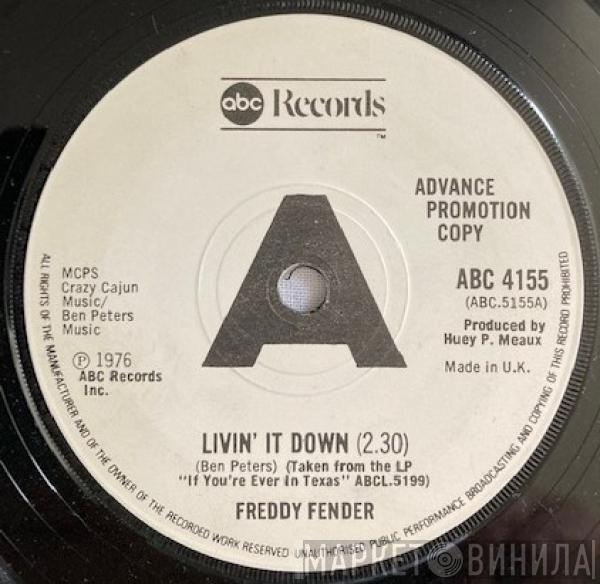 abc Records
TM
ADVANCE
PROMOTION
COPY
A
MCPS
Crazy Cajun
Music/
Ben Peters
Music
Ⓟ 1976
ABC Records
Inc.
ABC 4155
(ABC.5155A)
Produced by
Huey P. Meaux
Made in U.K.
LIVIN' IT DOWN (2.30)
(Ben Peters) (Taken from the LP
"If You're Ever In Texas" ABCL.5199)
FREDDY FENDER
ALL RIGHTS OF THE MANUFACTURER AND OF THE OWNER OF THE RECORDED WORK RESERVED · UNAUTHORISED PUBLIC PERFORMANCE BROADCASTING AND COPYING OF THIS RECORD PROHIBITED
МАРКЕТ ВИНИЛА